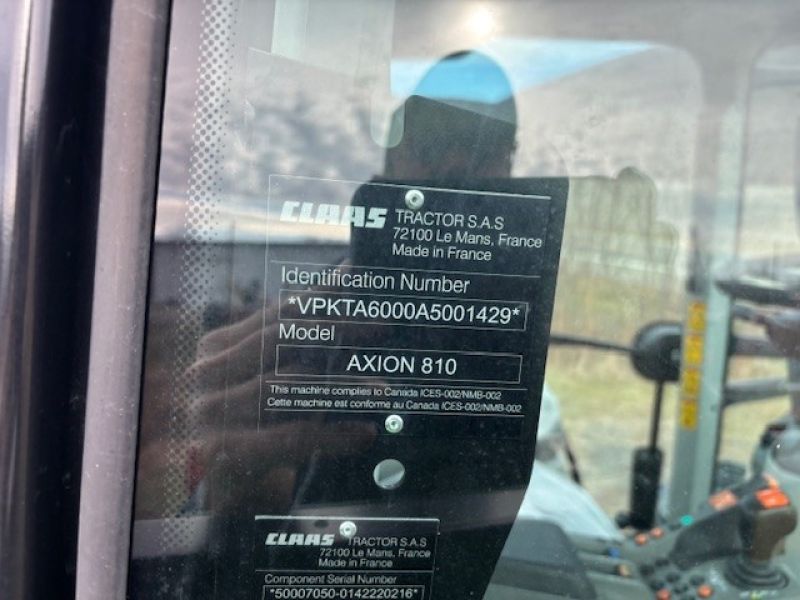 CLAAS TRACTOR S.A.S
72100 Le Mans, France
Made in France
Identification Number
*VPKTA6000A5001429*
Model
AXION 810
This machine complies to Canada ICES-002/NMB-002
Cette machine est conforme au Canada ICES-002/NMB-002
CLAAS TRACTOR S.A.S
72100 Le Mans, France
Made in France
Component Serial Number
*50007050-0142220216*